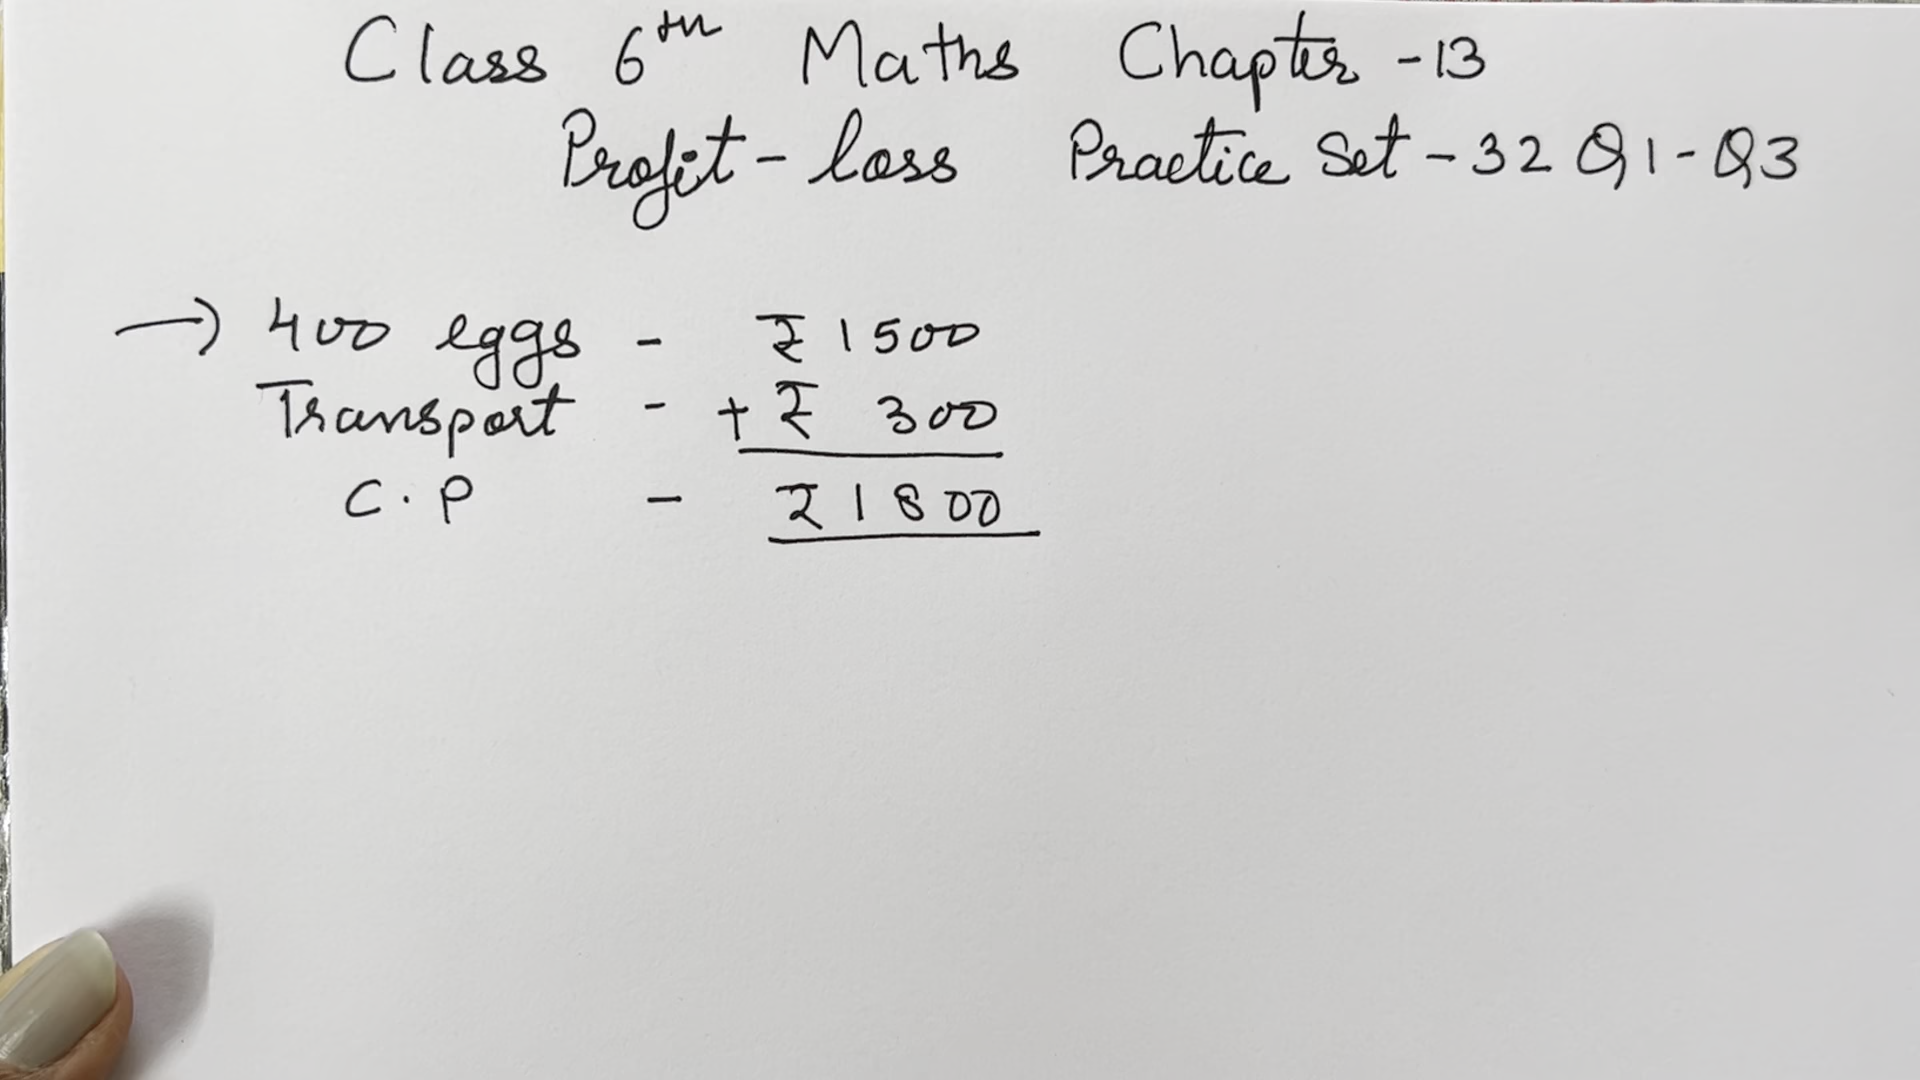 Class 6th Maths Chapter - 13
Profit - loss Practice Set - 32 Q1 - Q3
→ 400 eggs - ₹ 1500
Transport - + ₹ 300
C.P - ₹ 1800